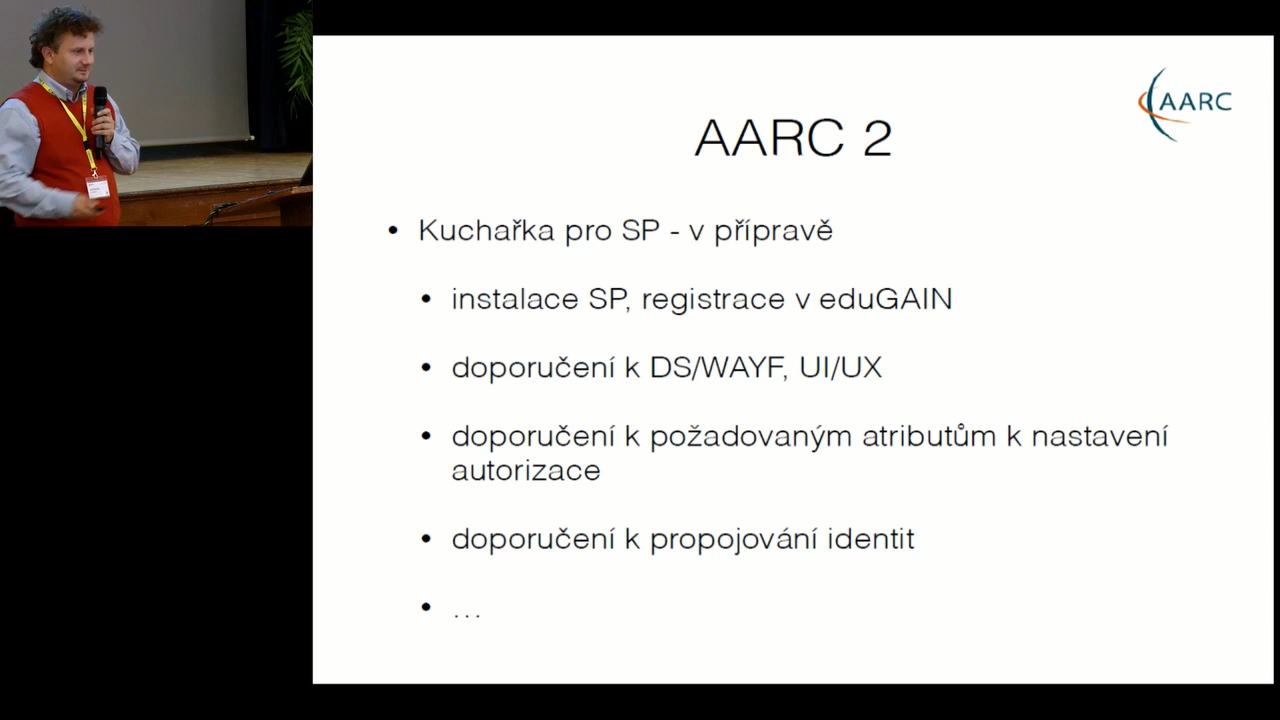 AARC
AARC 2
• Kuchařka pro SP - v přípravě
• instalace SP, registrace v eduGAIN
• doporučení k DS/WAYF, UI/UX
• doporučení k požadovaným atributům k nastavení
autorizace
• doporučení k propojování identit
• ...